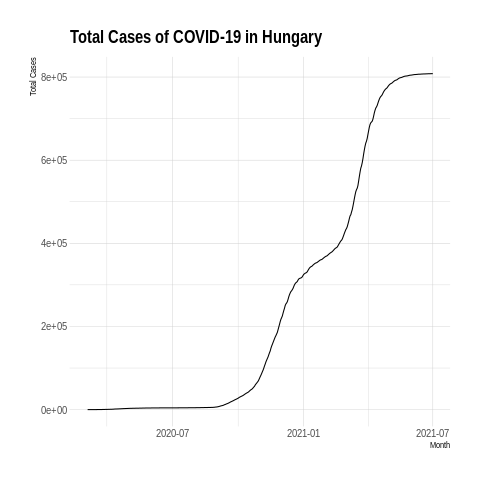 Total Cases of COVID-19 in Hungary
Total Cases
8e+05
6e+05
4e+05
2e+05
0e+00
2020-07 2021-01 2021-07
Month